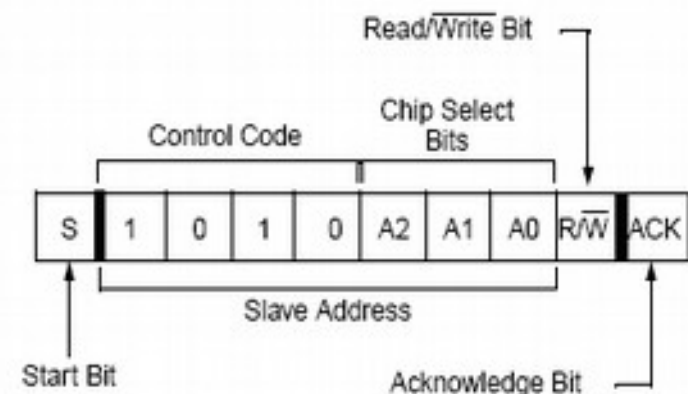 Read/Write Bit
Control Code
Chip Select
Bits
S 1 0 1 0 A2 A1 A0 R/W ACK
Slave Address
Start Bit
Acknowledge Bit